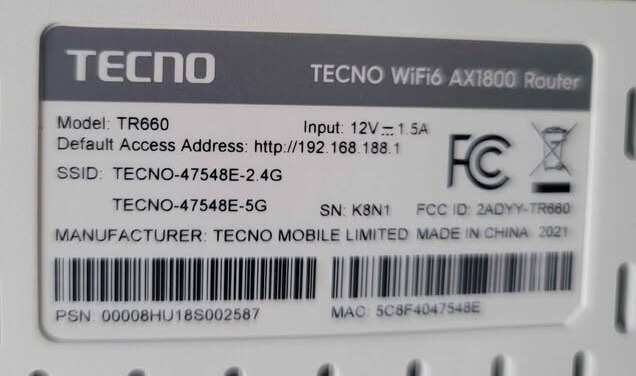 TECNO
TECNO WiFi6 AX1800 Router
Model: TR660 Input: 12V⎓1.5A
Default Access Address: http://192.168.188.1
SSID: TECNO-47548E-2.4G
FC
TECNO-47548E-5G SN: K8N1 FCC ID: 2ADYY-TR660
MANUFACTURER: TECNO MOBILE LIMITED MADE IN CHINA 2021
PSN: 00008HU18S002587 MAC: 5C8F4047548E